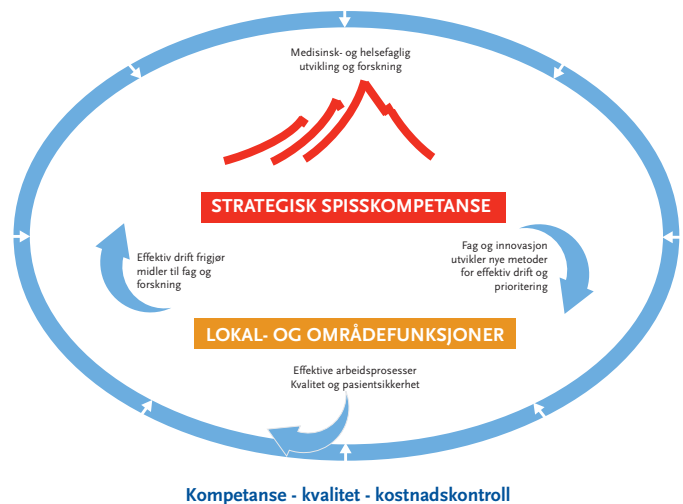 Medisinsk- og helsefaglig
utvikling og forskning
STRATEGISK SPISSKOMPETANSE
Effektiv drift frigjør
midler til fag og
forskning
Fag og innovasjon
utvikler nye metoder
for effektiv drift og
prioritering
LOKAL- OG OMRÅDEFUNKSJONER
Effektive arbeidsprosesser
Kvalitet og pasientsikkerhet
Kompetanse - kvalitet - kostnadskontroll